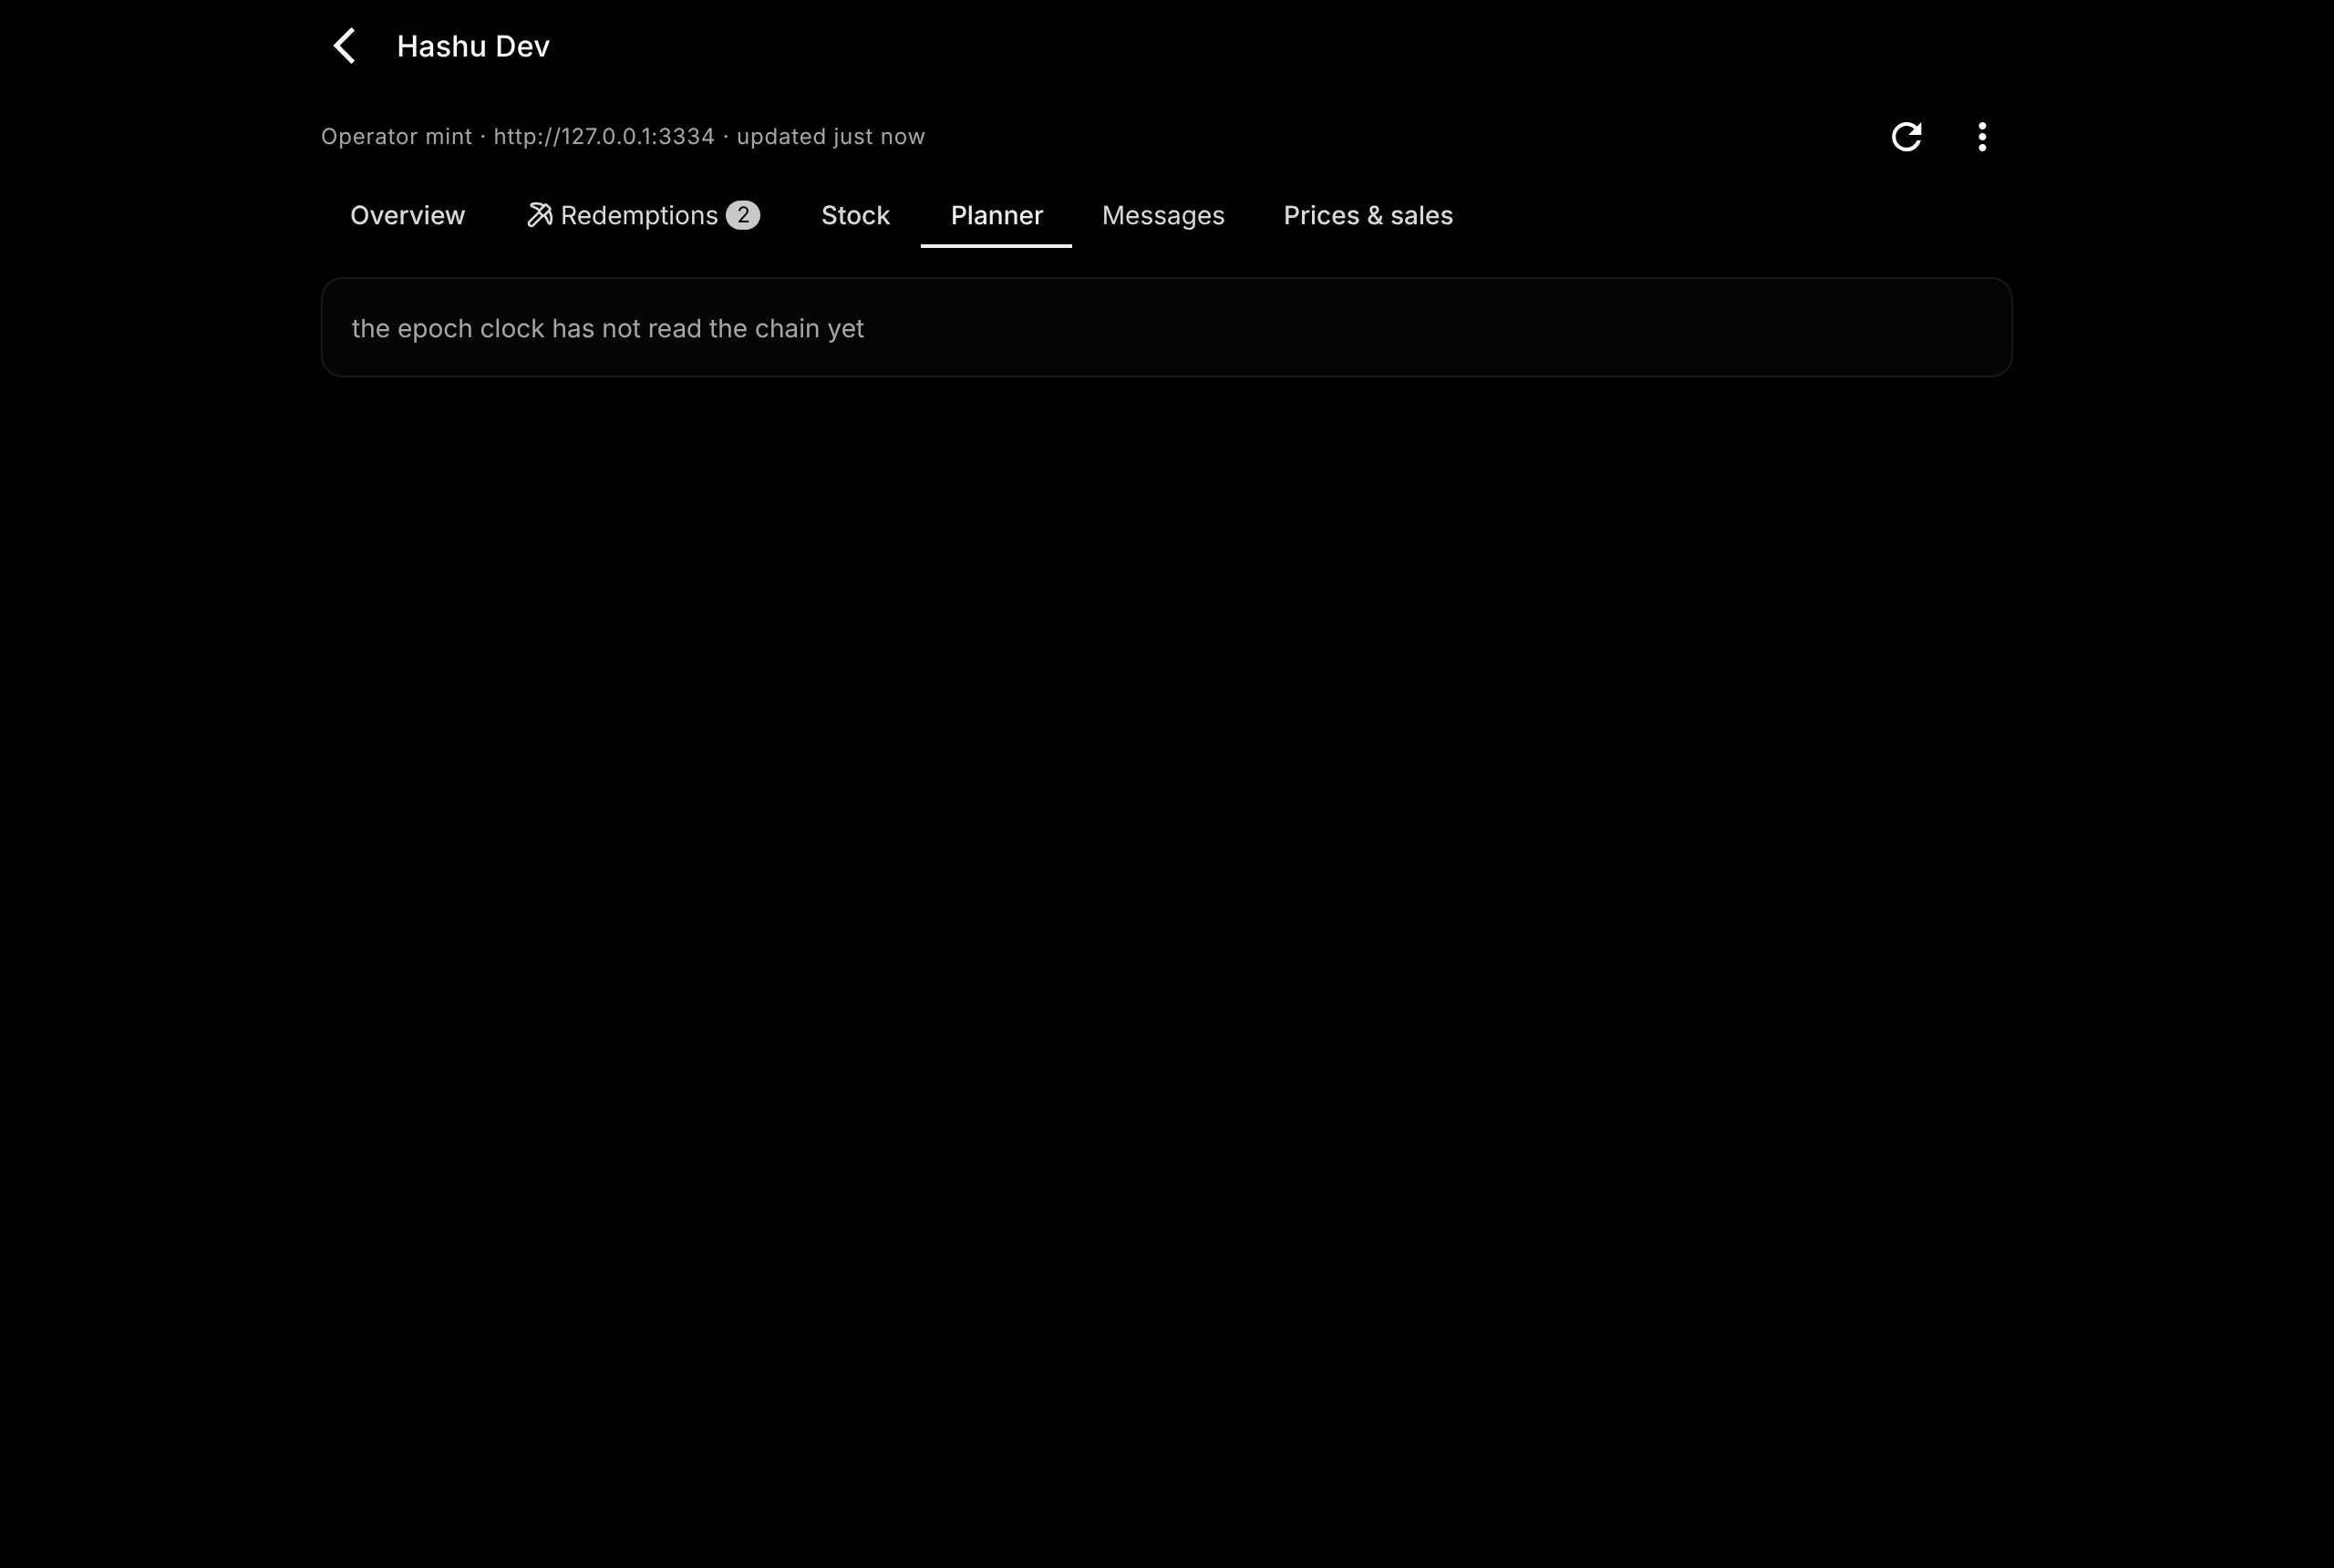 Hashu Dev
Operator mint · http://127.0.0.1:3334 · updated just now
Overview Redemptions 2 Stock Planner Messages Prices & sales
the epoch clock has not read the chain yet